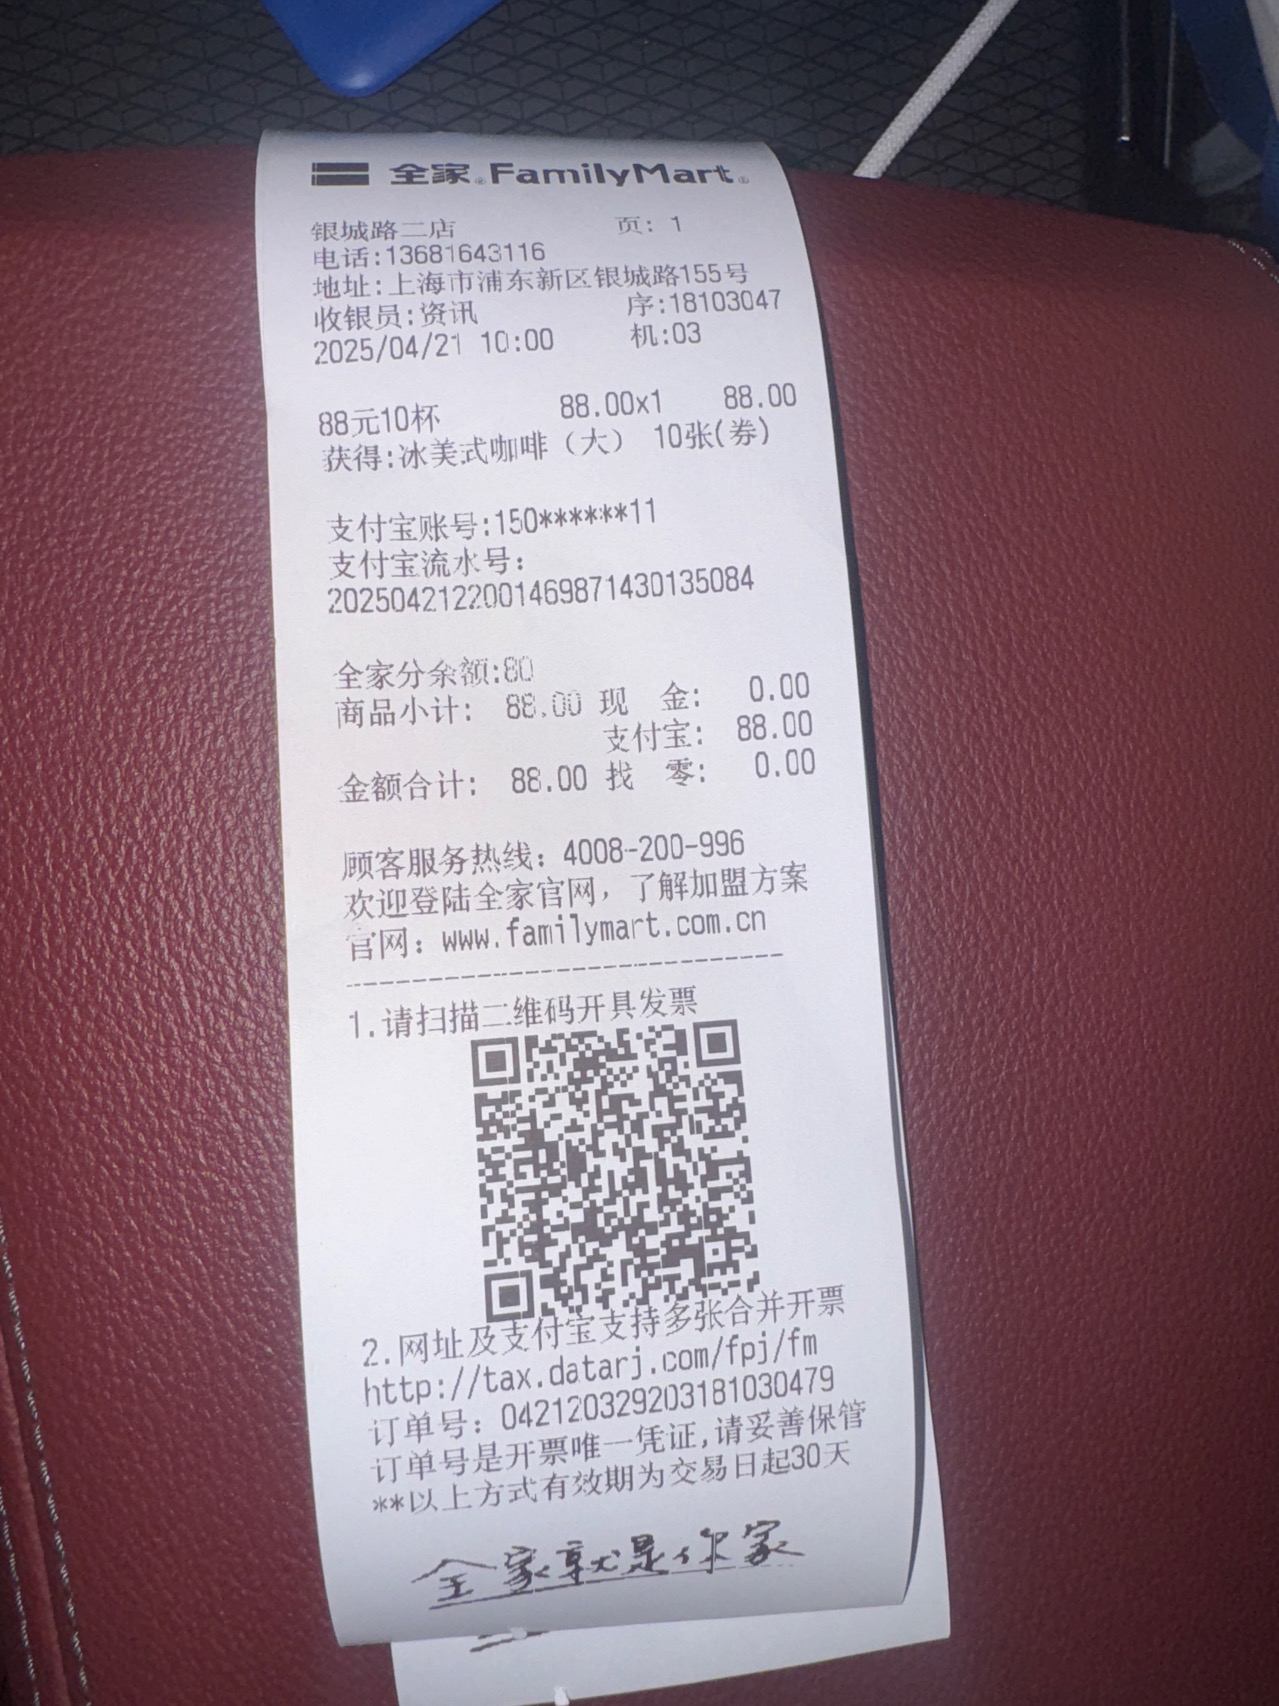 全家 FamilyMart
银城路二店 页: 1
电话:13681643116
地址:上海市浦东新区银城路155号
收银员:资讯 序:18103047
2025/04/21 10:00 机:03
88元10杯 88.00x1 88.00
获得:冰美式咖啡（大） 10张(券)
支付宝账号:150******11
支付宝流水号:
2025042122001469871430135084
全家分余额:80
商品小计: 88.00 现 金: 0.00
支付宝: 88.00
金额合计: 88.00 找 零: 0.00
顾客服务热线: 4008-200-996
欢迎登陆全家官网, 了解加盟方案
官网: www.familymart.com.cn
1.请扫描二维码开具发票
2.网址及支付宝支持多张合并开票
http://tax.datarj.com/fpj/fm
订单号: 0421203292031810304​79
订单号是开票唯一凭证,请妥善保管
**以上方式有效期为交易日起30天
全家就是你家